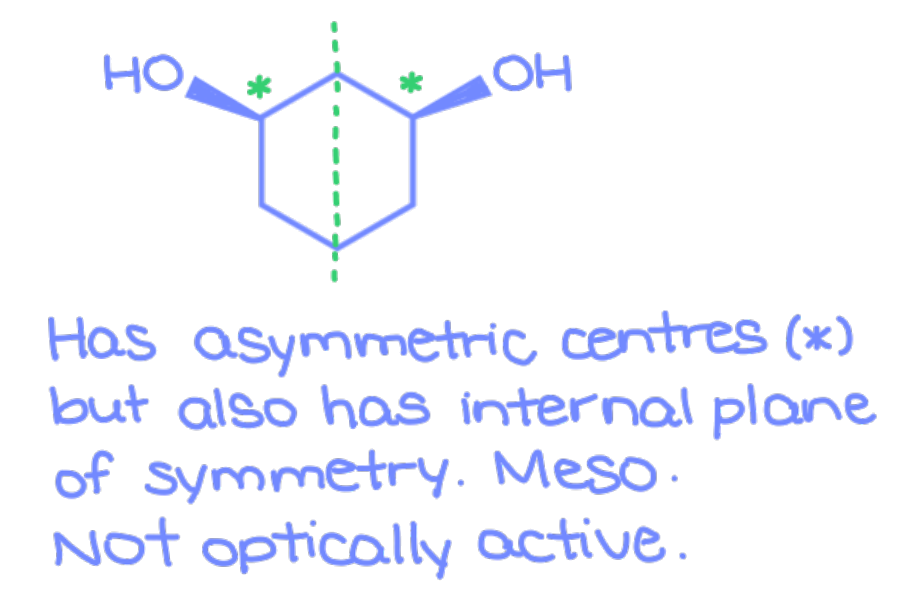 HO * * OH
Has asymmetric centres (*)
but also has internal plane
of symmetry. Meso.
Not optically active.